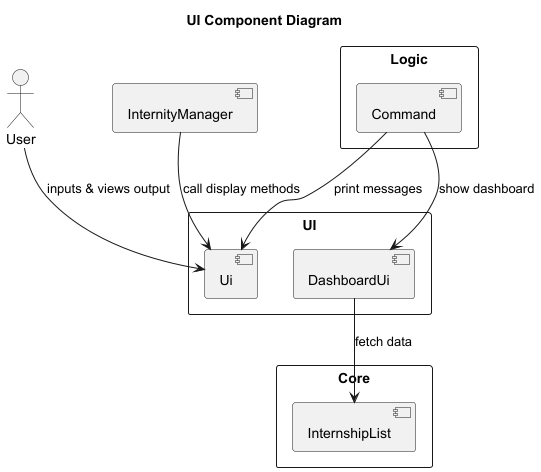 UI Component Diagram
Logic
InternityManager
Command
User
inputs & views output
call display methods
print messages
show dashboard
UI
Ui
DashboardUi
fetch data
Core
InternshipList